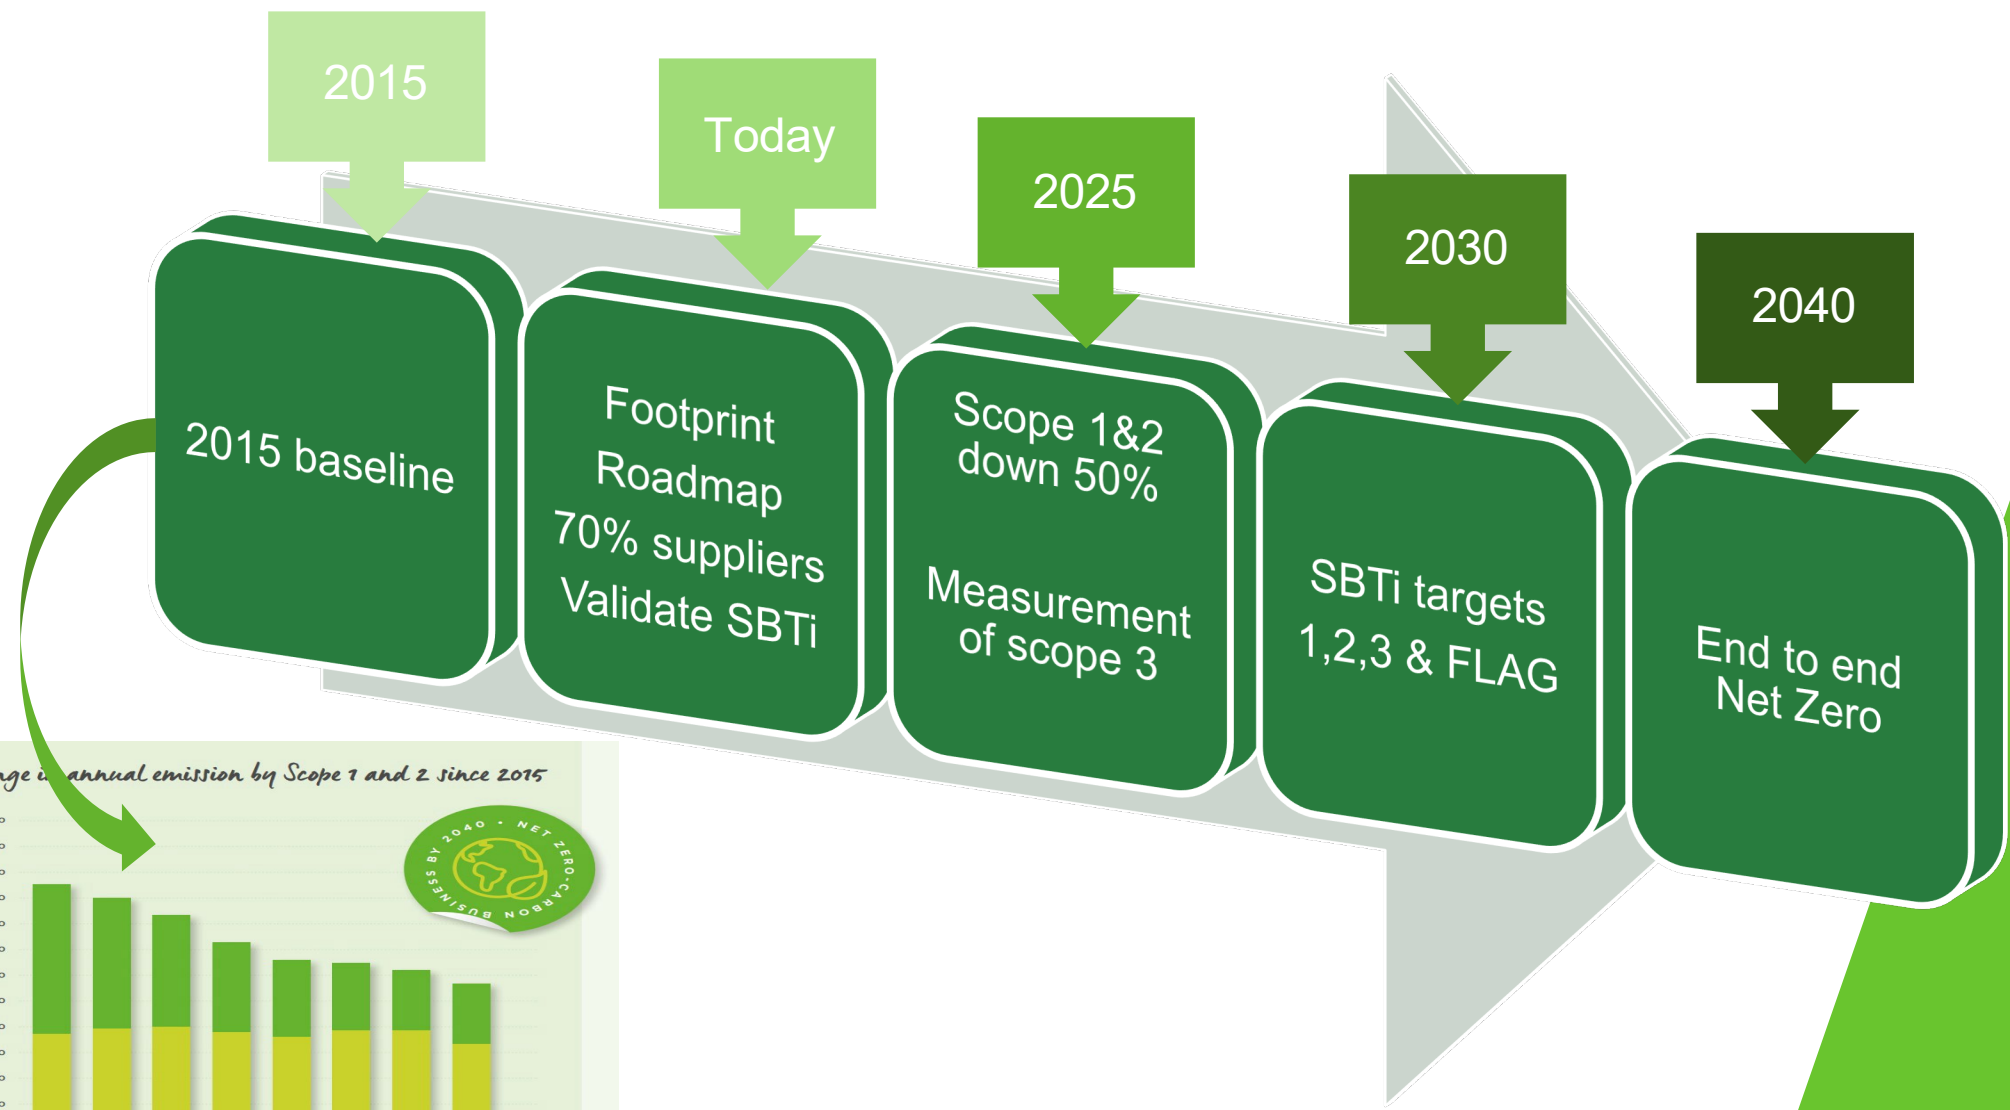 2015
Today
2025
2030
2040
2015 baseline
Footprint
Roadmap
70% suppliers
Validate SBTi
Scope 1&2
down 50%
Measurement
of scope 3
SBTi targets
1,2,3 & FLAG
End to end
Net Zero
annual emission by Scope 1 and 2 since 2015
NET ZERO-CARBON BUSINESS BY 2040